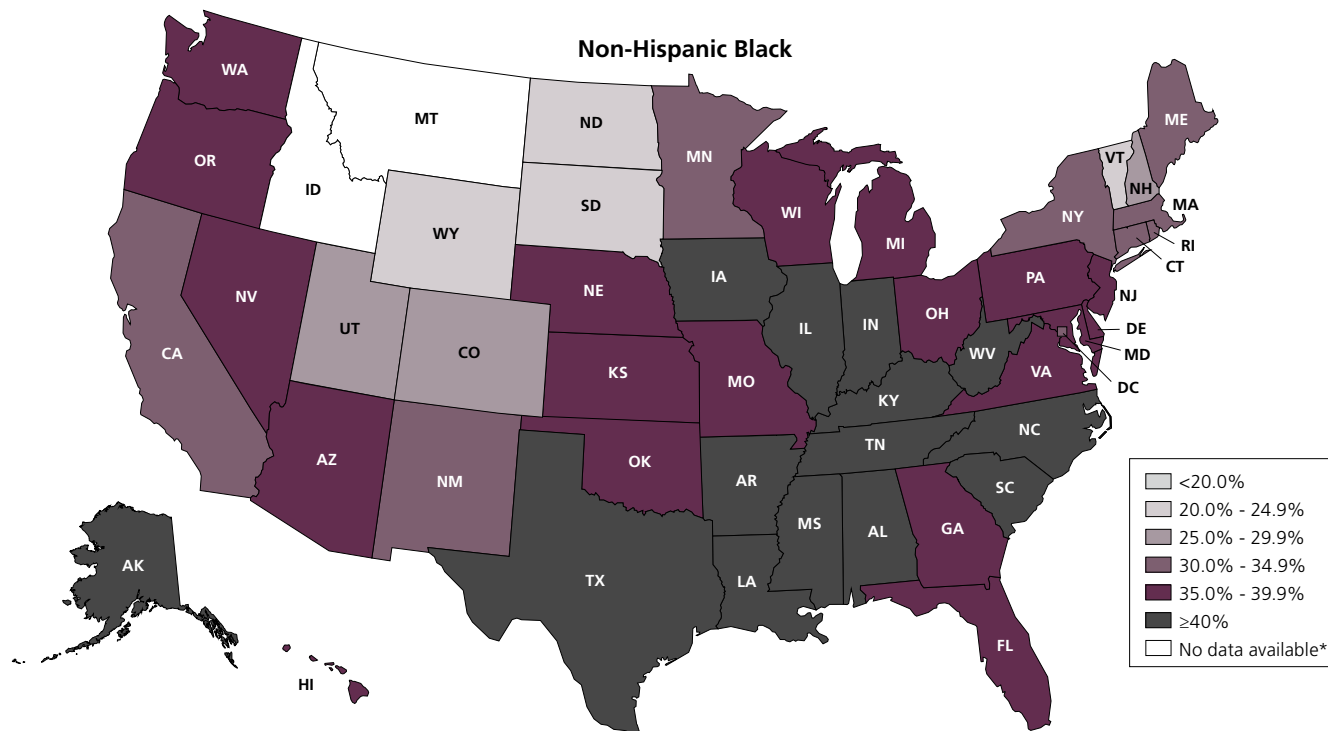 Non-Hispanic Black
WA
MT
ND
MN
ME
VT
NH
OR
ID
SD
WI
NY
MA
WY
MI
RI
CT
IA
PA
NV
NE
NJ
UT
IL
IN
OH
DE
CA
CO
WV
MD
KS
MO
VA
DC
KY
NC
TN
AZ
OK
NM
AR
SC
MS
AL
GA
AK
TX
LA
FL
HI
<20.0%
20.0% - 24.9%
25.0% - 29.9%
30.0% - 34.9%
35.0% - 39.9%
≥40%
No data available*